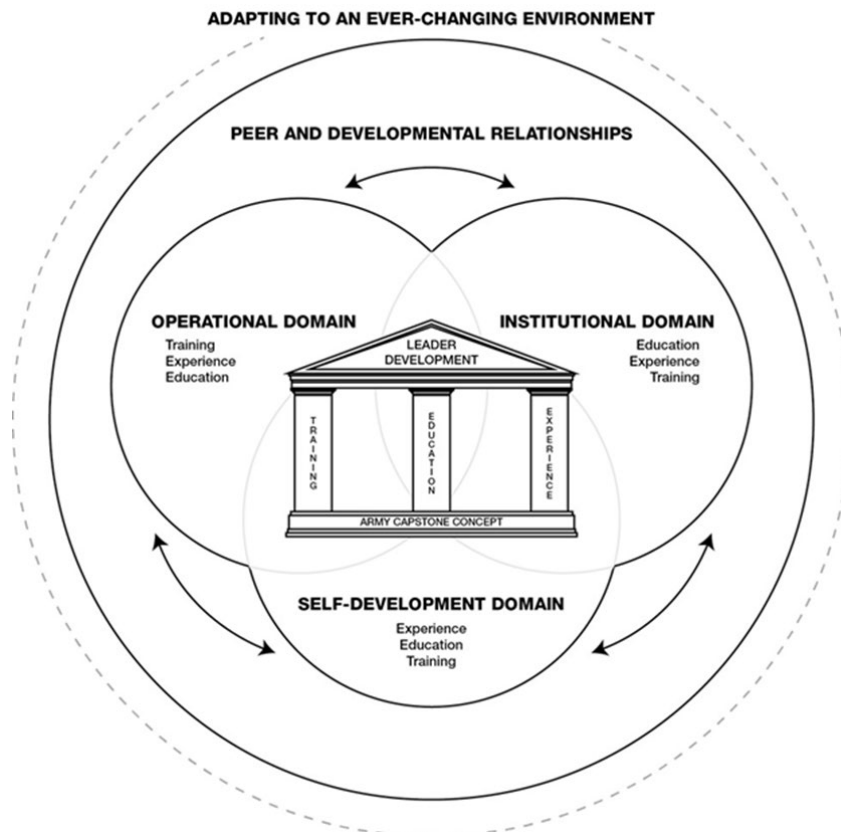 ADAPTING TO AN EVER-CHANGING ENVIRONMENT
PEER AND DEVELOPMENTAL RELATIONSHIPS
OPERATIONAL DOMAIN
Training
Experience
Education
INSTITUTIONAL DOMAIN
Education
Experience
Training
LEADER
DEVELOPMENT
TRAINING
EDUCATION
EXPERIENCE
ARMY CAPSTONE CONCEPT
SELF-DEVELOPMENT DOMAIN
Experience
Education
Training